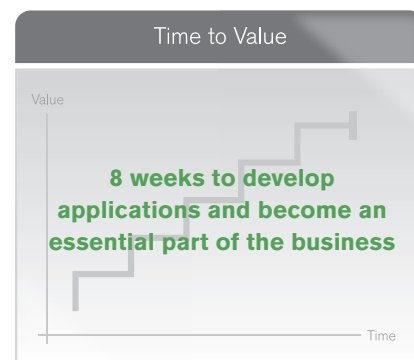 Time to Value
Value
8 weeks to develop
applications and become an
essential part of the business
Time